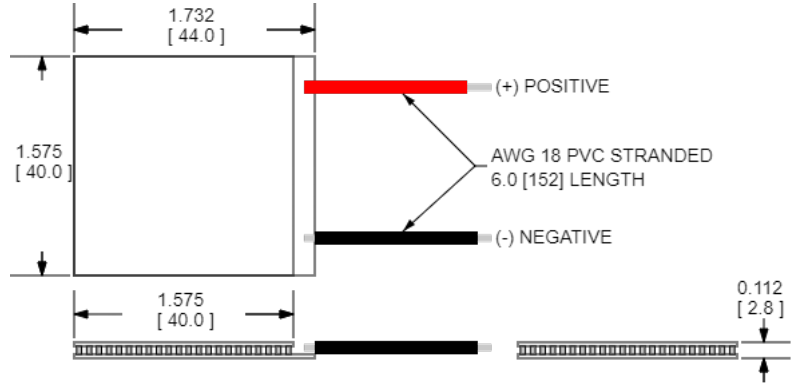 1.732
[ 44.0 ]
(+) POSITIVE
1.575
[ 40.0 ]
AWG 18 PVC STRANDED
6.0 [152] LENGTH
(-) NEGATIVE
1.575
[ 40.0 ]
0.112
[ 2.8 ]